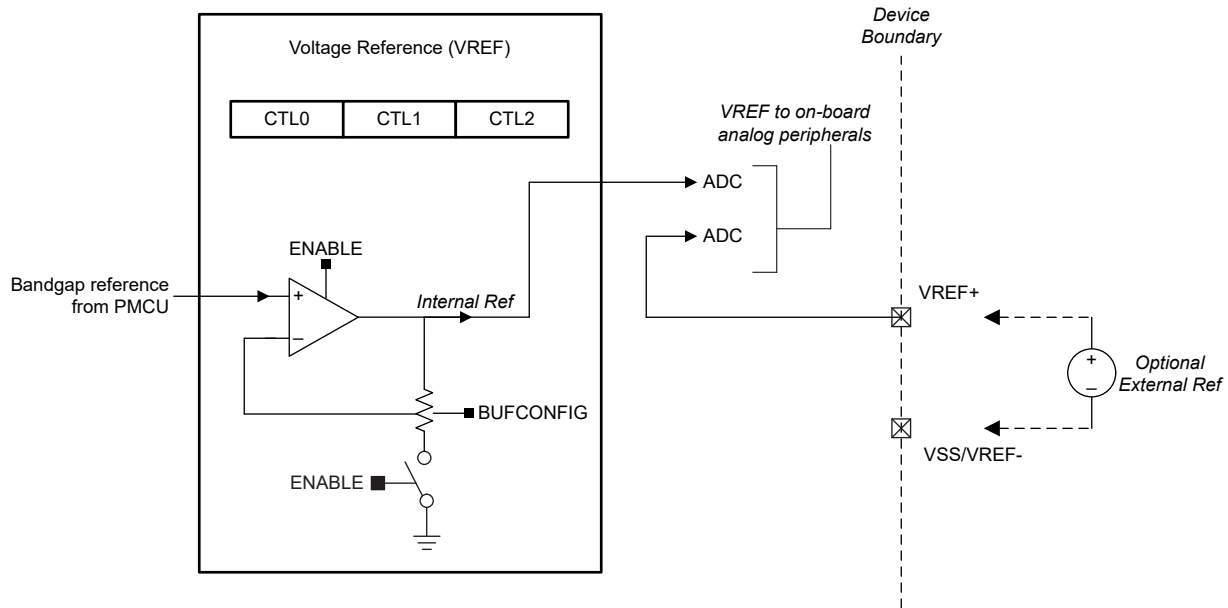 Device
Boundary
Voltage Reference (VREF)
CTL0 CTL1 CTL2
VREF to on-board
analog peripherals
ADC
ADC
ENABLE
Bandgap reference
from PMCU
+
–
Internal Ref
VREF+
+
–
Optional
External Ref
BUFCONFIG
VSS/VREF-
ENABLE